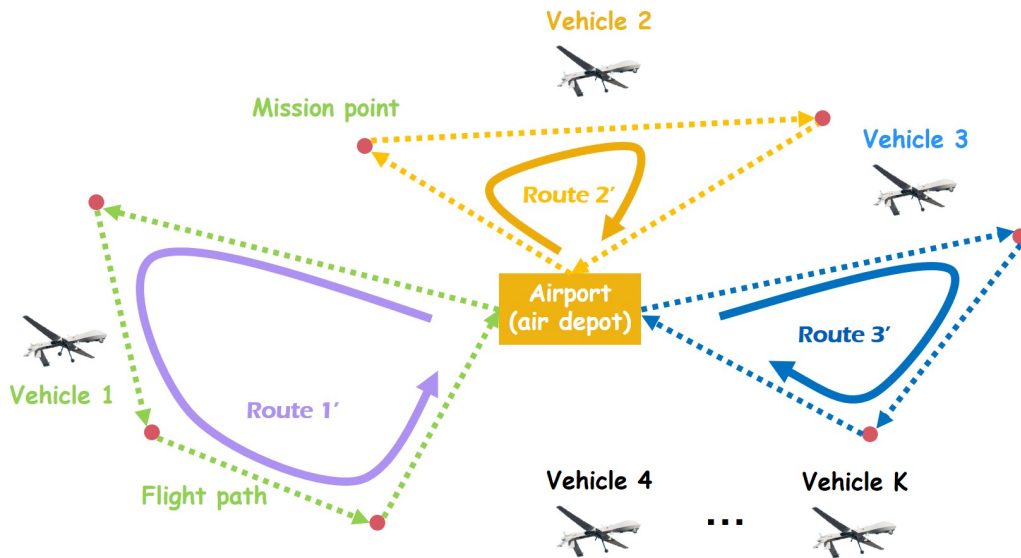 Vehicle 2
Mission point
Vehicle 3
Route 2'
Airport
(air depot)
Route 3'
Vehicle 1
Route 1'
Flight path
Vehicle 4
...
Vehicle K